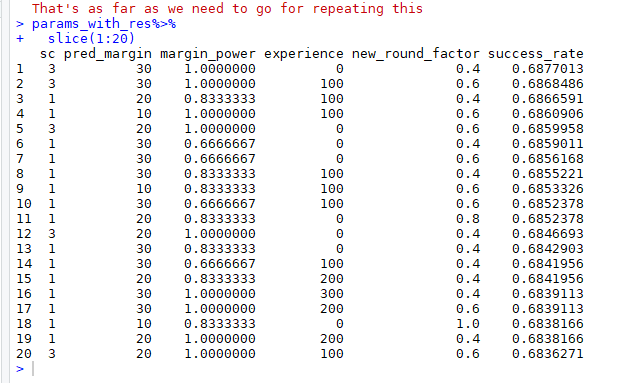 That's as far as we need to go for repeating this
> params_with_res%>%
+   slice(1:20)
   sc pred_margin margin_power experience new_round_factor success_rate
1   3          30    1.0000000          0              0.4    0.6877013
2   3          30    1.0000000        100              0.6    0.6868486
3   1          20    0.8333333        100              0.4    0.6866591
4   1          10    1.0000000        100              0.6    0.6860906
5   3          20    1.0000000          0              0.6    0.6859958
6   1          30    0.6666667          0              0.4    0.6859011
7   1          30    0.6666667          0              0.6    0.6856168
8   1          30    0.8333333        100              0.4    0.6855221
9   1          10    0.8333333        100              0.6    0.6853326
10  1          30    0.6666667        100              0.6    0.6852378
11  1          20    0.8333333          0              0.8    0.6852378
12  3          20    1.0000000          0              0.4    0.6846693
13  1          30    0.8333333          0              0.4    0.6842903
14  1          30    0.6666667        100              0.4    0.6841956
15  1          20    0.8333333        200              0.4    0.6841956
16  1          30    1.0000000        300              0.4    0.6839113
17  1          30    1.0000000        200              0.6    0.6839113
18  1          10    0.8333333          0              1.0    0.6838166
19  1          20    1.0000000        200              0.4    0.6838166
20  3          20    1.0000000        100              0.6    0.6836271
>